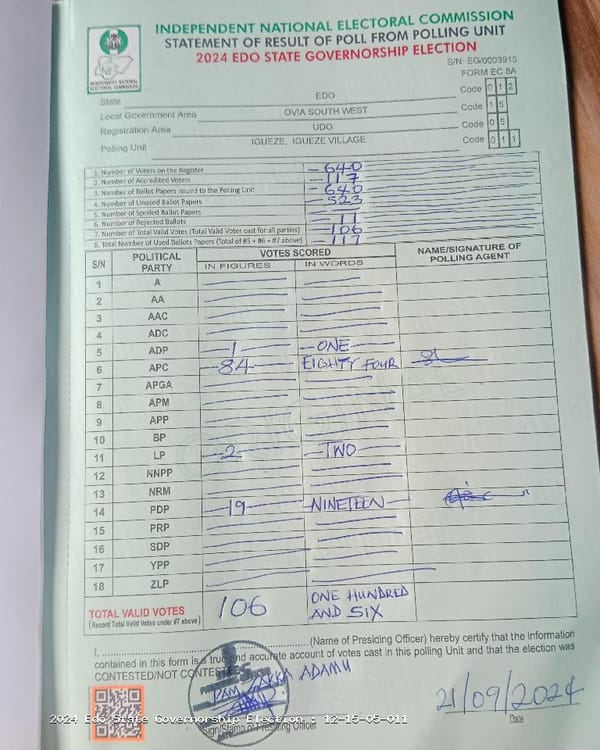 INDEPENDENT NATIONAL ELECTORAL COMMISSION
STATEMENT OF RESULT OF POLL FROM POLLING UNIT
2024 EDO STATE GOVERNORSHIP ELECTION
S/N: EG/0003915
FORM EC 8A
INDEPENDENT NATIONAL
ELECTORAL COMMISSION
State EDO Code 0 1 2
Local Government Area OVIA SOUTH WEST Code 1 5
Registration Area UDO Code 0 5
Polling Unit IGUEZE, IGUEZE VILLAGE Code 0 1 1
1. Number of Voters on the Register 640
2. Number of Accredited Voters 117
3. Number of Ballot Papers issued to the Polling Unit 640
4. Number of Unused Ballot Papers 523
5. Number of Spoiled Ballot Papers
6. Number of Rejected Ballots 11
7. Number of Total Valid Votes (Total Valid Votes cast for all parties) 106
8. Total Number of Used Ballots Papers (Total of #5 + #6 + #7 above) 117
S/N POLITICAL PARTY VOTES SCORED NAME/SIGNATURE OF POLLING AGENT
IN FIGURES IN WORDS
1 A
2 AA
3 AAC
4 ADC
5 ADP 1 ONE
6 APC 84 EIGHTY FOUR
7 APGA
8 APM
9 APP
10 BP
11 LP 2 TWO
12 NNPP
13 NRM
14 PDP 19 NINETEEN
15 PRP
16 SDP
17 YPP
18 ZLP
TOTAL VALID VOTES 106 ONE HUNDRED AND SIX
(Record Total Valid Votes under #7 above)
I, (Name of Presiding Officer) hereby certify that the information
contained in this form is a true and accurate account of votes cast in this polling Unit and that the election was
CONTESTED/NOT CONTESTED
ADAMU
21/09/2024
Date
Sign/Stamp of Presiding Officer
2024 Edo State Governorship Election : 12-15-05-011